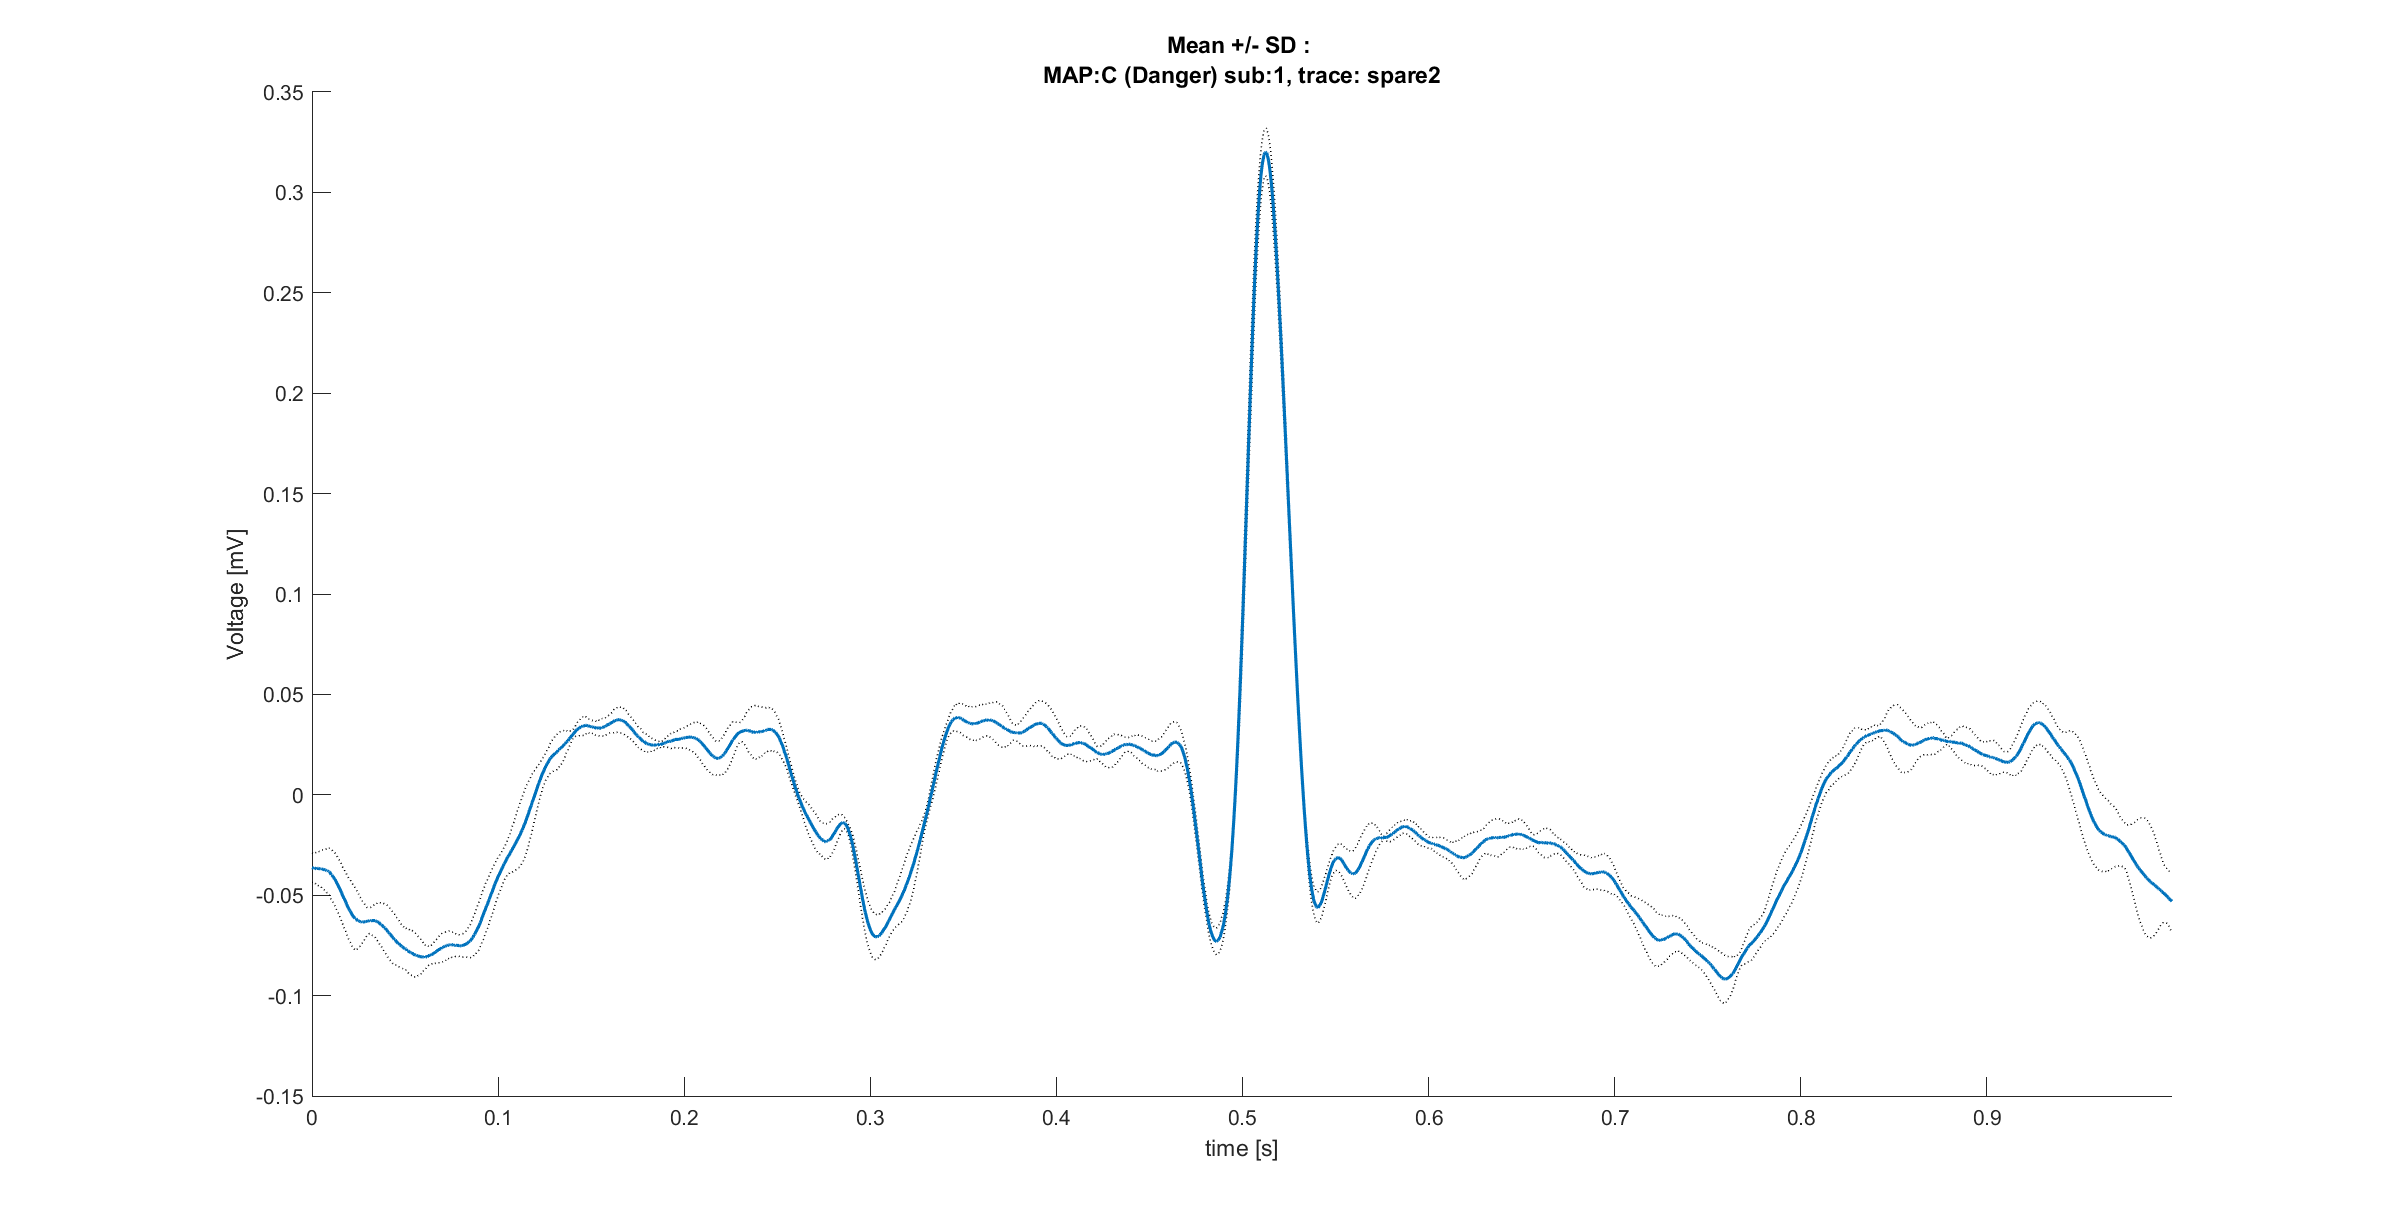 Mean +/- SD :
MAP:C (Danger) sub:1, trace: spare2
0.35
0.3
0.25
0.2
0.15
0.1
0.05
0
-0.05
-0.1
-0.15
Voltage [mV]
0 0.1 0.2 0.3 0.4 0.5 0.6 0.7 0.8 0.9
time [s]